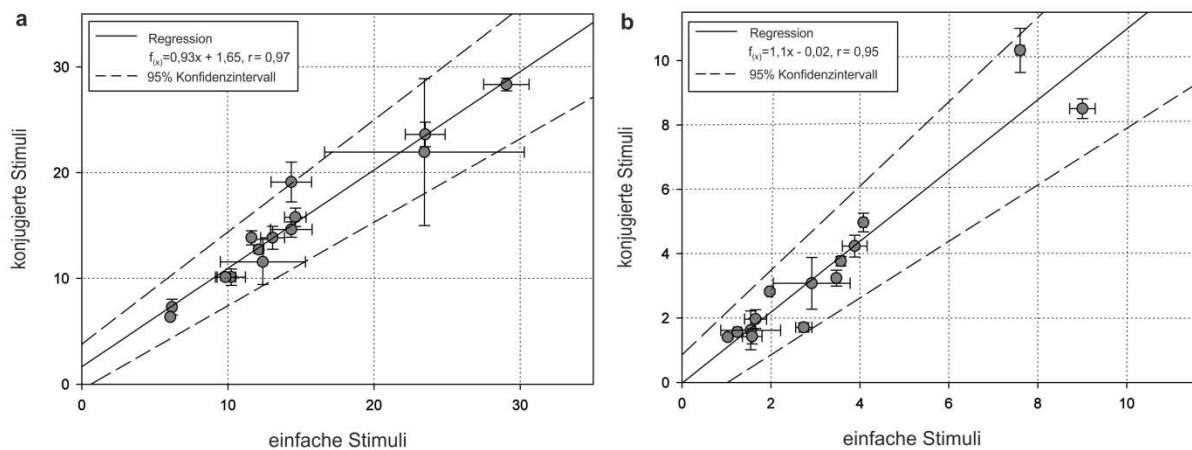 a
Regression
f(x)=0,93x + 1,65, r = 0,97
95% Konfidenzintervall
konjugierte Stimuli
30
20
10
0
0 10 20 30
einfache Stimuli
b
Regression
f(x)=1,1x - 0,02, r = 0,95
95% Konfidenzintervall
konjugierte Stimuli
10
8
6
4
2
0
0 2 4 6 8 10
einfache Stimuli